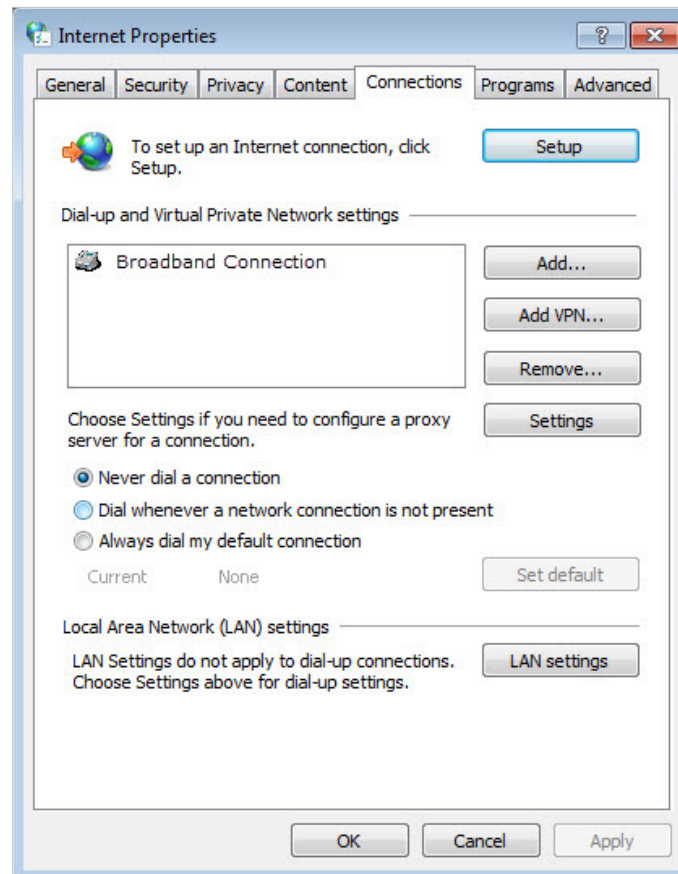 Internet Properties
General Security Privacy Content Connections Programs Advanced
To set up an Internet connection, click
Setup.
Setup
Dial-up and Virtual Private Network settings
Broadband Connection
Add...
Add VPN...
Remove...
Choose Settings if you need to configure a proxy
server for a connection.
Settings
Never dial a connection
Dial whenever a network connection is not present
Always dial my default connection
Current None
Set default
Local Area Network (LAN) settings
LAN Settings do not apply to dial-up connections.
Choose Settings above for dial-up settings.
LAN settings
OK Cancel Apply